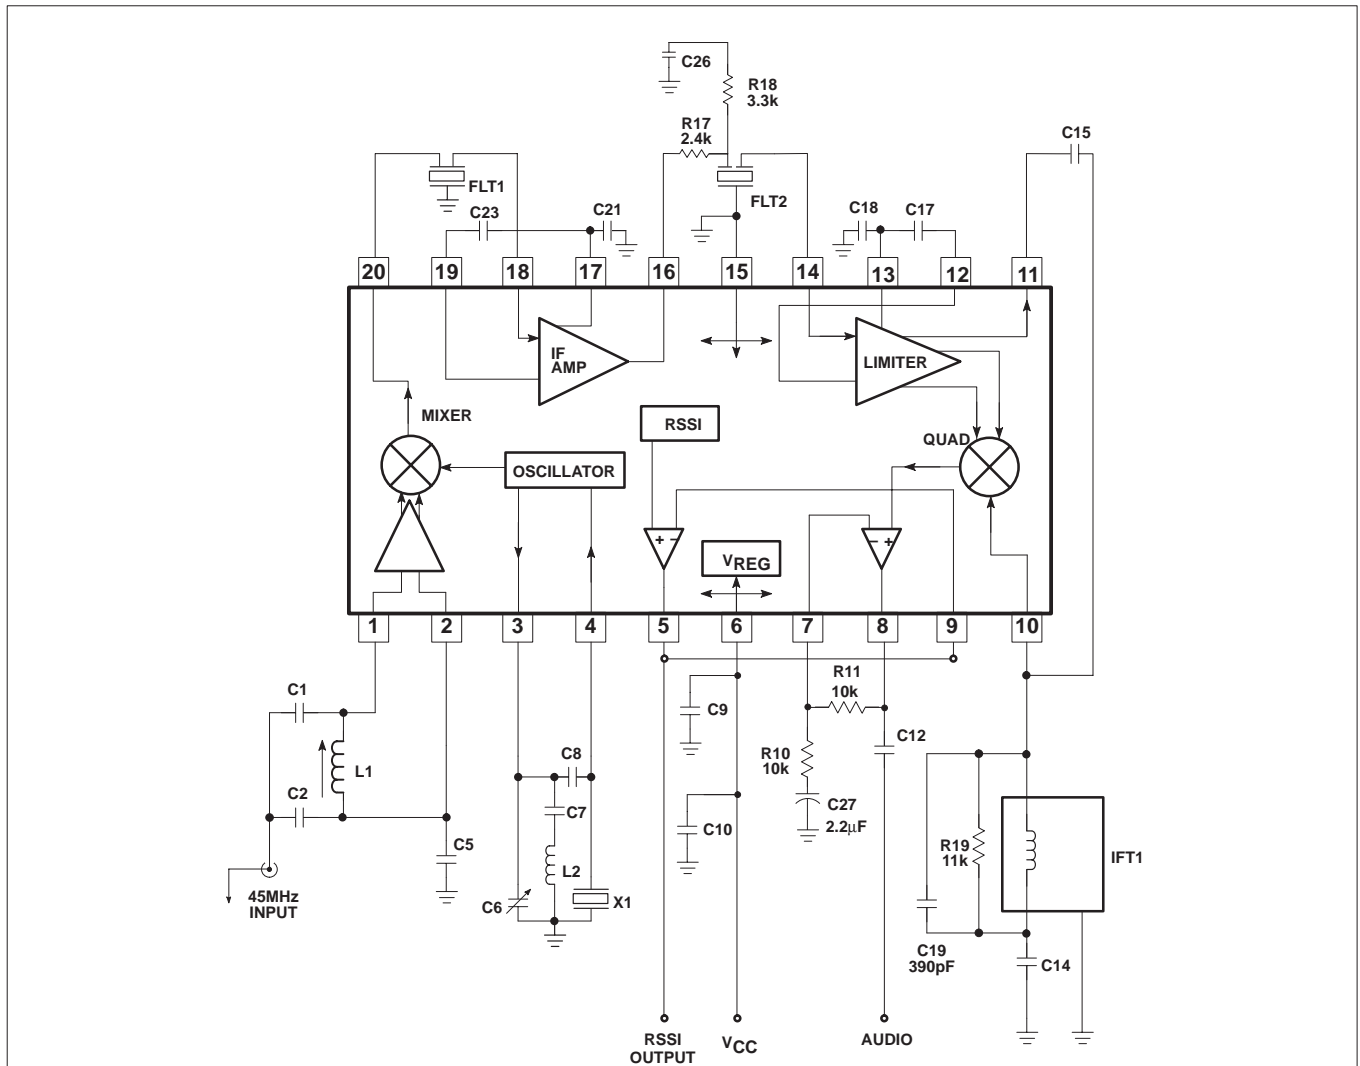 C26
R18
3.3k
R17
2.4k
C15
FLT1
FLT2
C23
C21
C18
C17
20
19
18
17
16
15
14
13
12
11
IF
AMP
LIMITER
MIXER
RSSI
QUAD
OSCILLATOR
+ −
− +
VREG
1
2
3
4
5
6
7
8
9
10
C1
R11
10k
C9
C12
L1
C8
R10
10k
C2
C7
C27
2.2μF
C10
C5
R19
11k
IFT1
L2
45MHz
INPUT
C6
X1
C19
390pF
C14
RSSI
OUTPUT
VCC
AUDIO